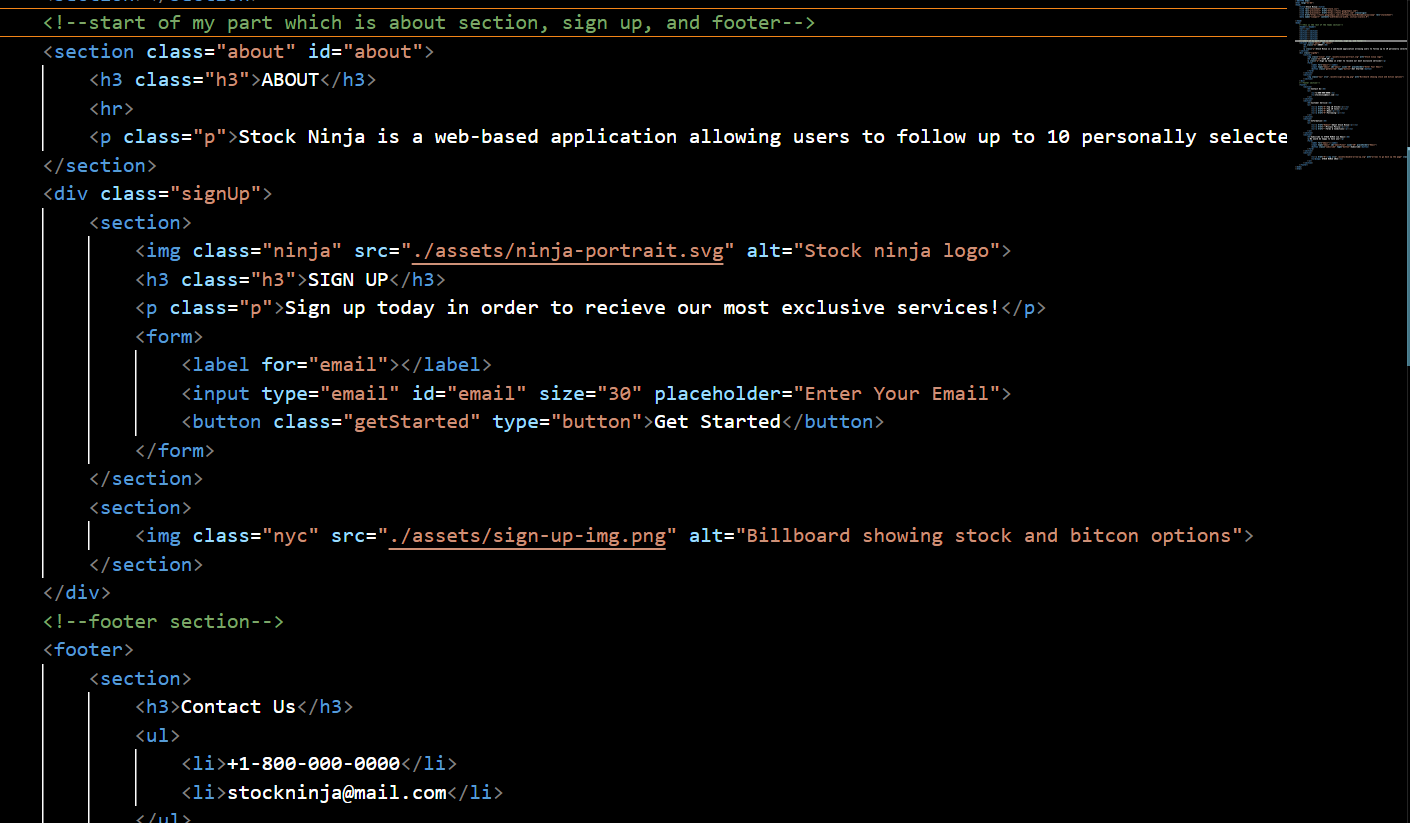 <!--start of my part which is about section, sign up, and footer-->
<section class="about" id="about">
<h3 class="h3">ABOUT</h3>
<hr>
<p class="p">Stock Ninja is a web-based application allowing users to follow up to 10 personally selecte
</section>
<div class="signUp">
<section>
<img class="ninja" src="./assets/ninja-portrait.svg" alt="Stock ninja logo">
<h3 class="h3">SIGN UP</h3>
<p class="p">Sign up today in order to recieve our most exclusive services!</p>
<form>
<label for="email"></label>
<input type="email" id="email" size="30" placeholder="Enter Your Email">
<button class="getStarted" type="button">Get Started</button>
</form>
</section>
<section>
<img class="nyc" src="./assets/sign-up-img.png" alt="Billboard showing stock and bitcon options">
</section>
</div>
<!--footer section-->
<footer>
<section>
<h3>Contact Us</h3>
<ul>
<li>+1-800-000-0000</li>
<li>stockninja@mail.com</li>
</ul>